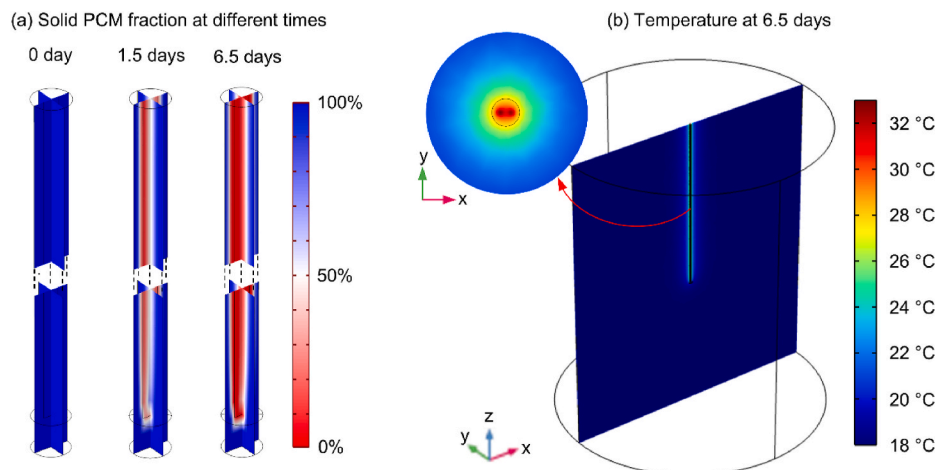 (a) Solid PCM fraction at different times
0 day
1.5 days
6.5 days
100%
50%
0%
(b) Temperature at 6.5 days
y
x
32 °C
30 °C
28 °C
26 °C
24 °C
22 °C
20 °C
18 °C
z
y
x